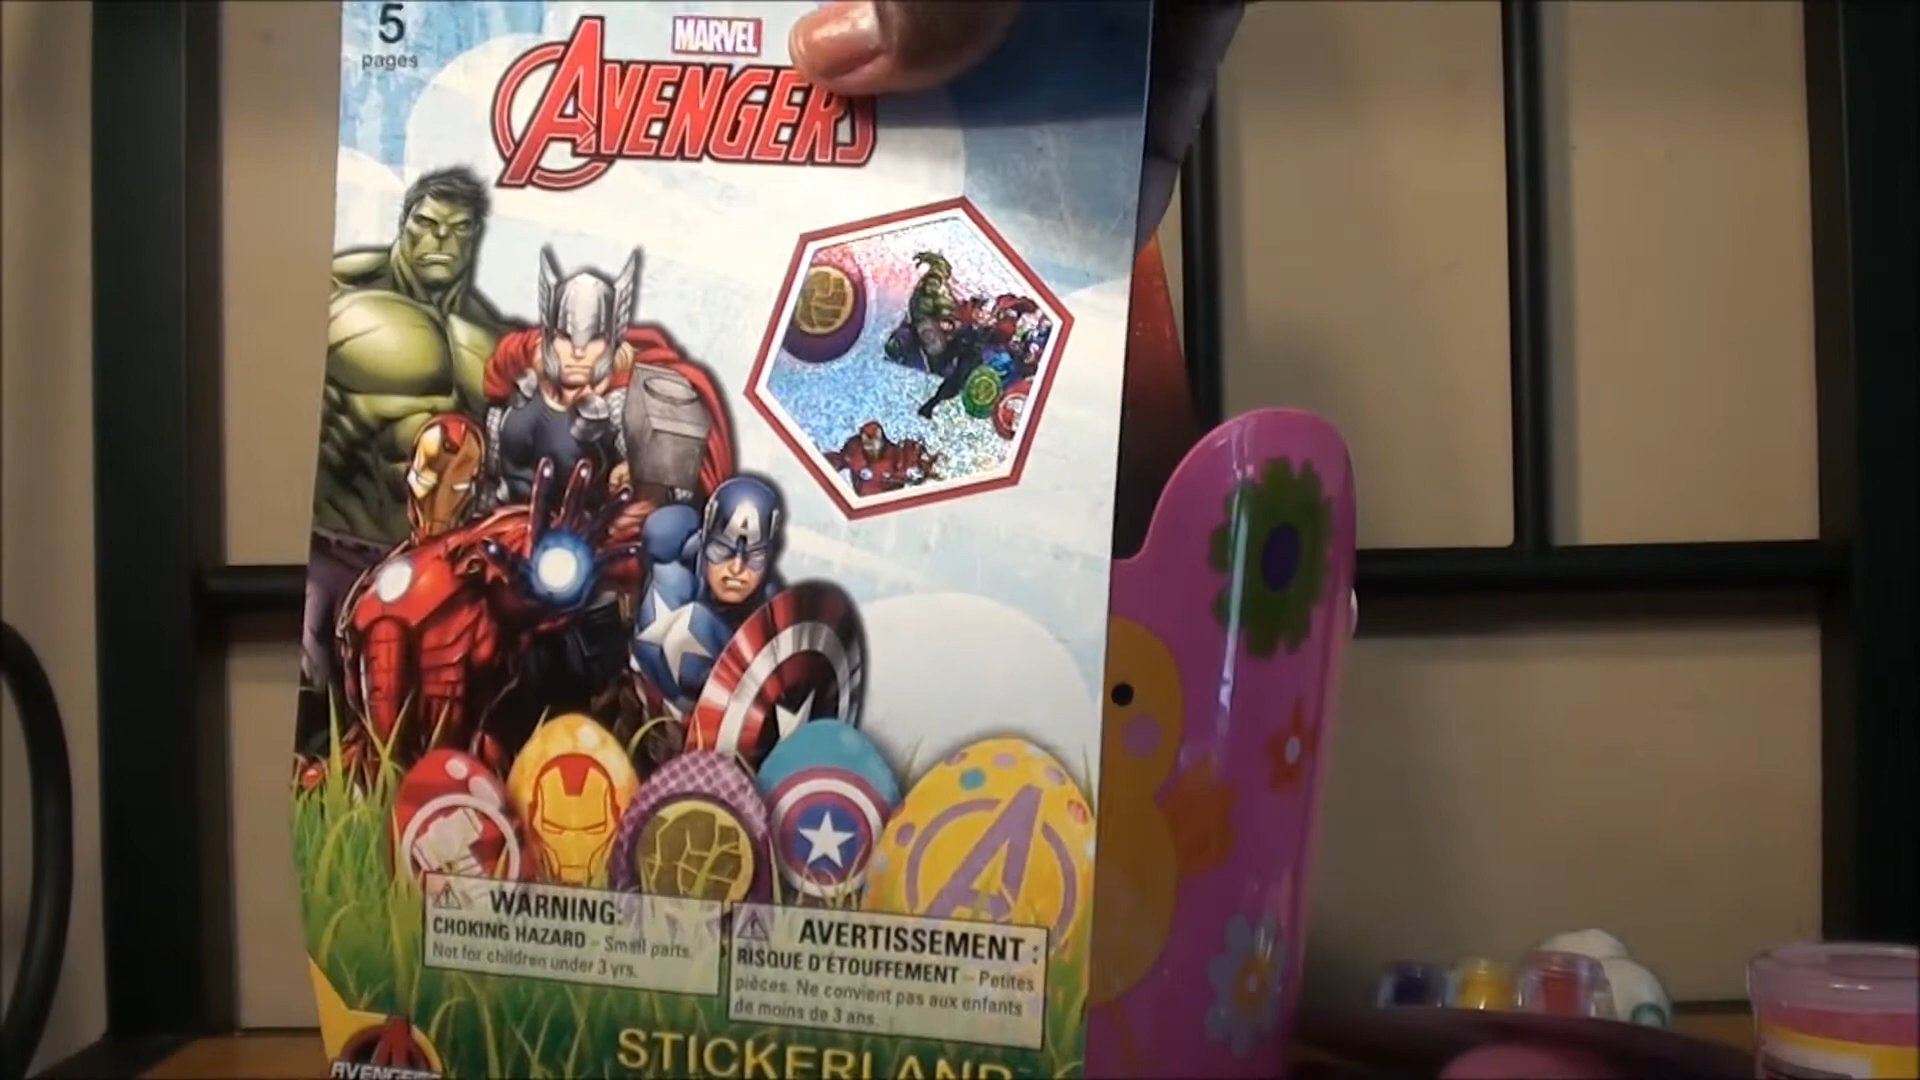 5
pages
MARVEL
AVENGERS
WARNING:
CHOKING HAZARD – Small parts.
Not for children under 3 yrs.
AVERTISSEMENT :
RISQUE D'ÉTOUFFEMENT – Petites
pièces. Ne convient pas aux enfants
de moins de 3 ans.
STICKERLAND
AVENGERS